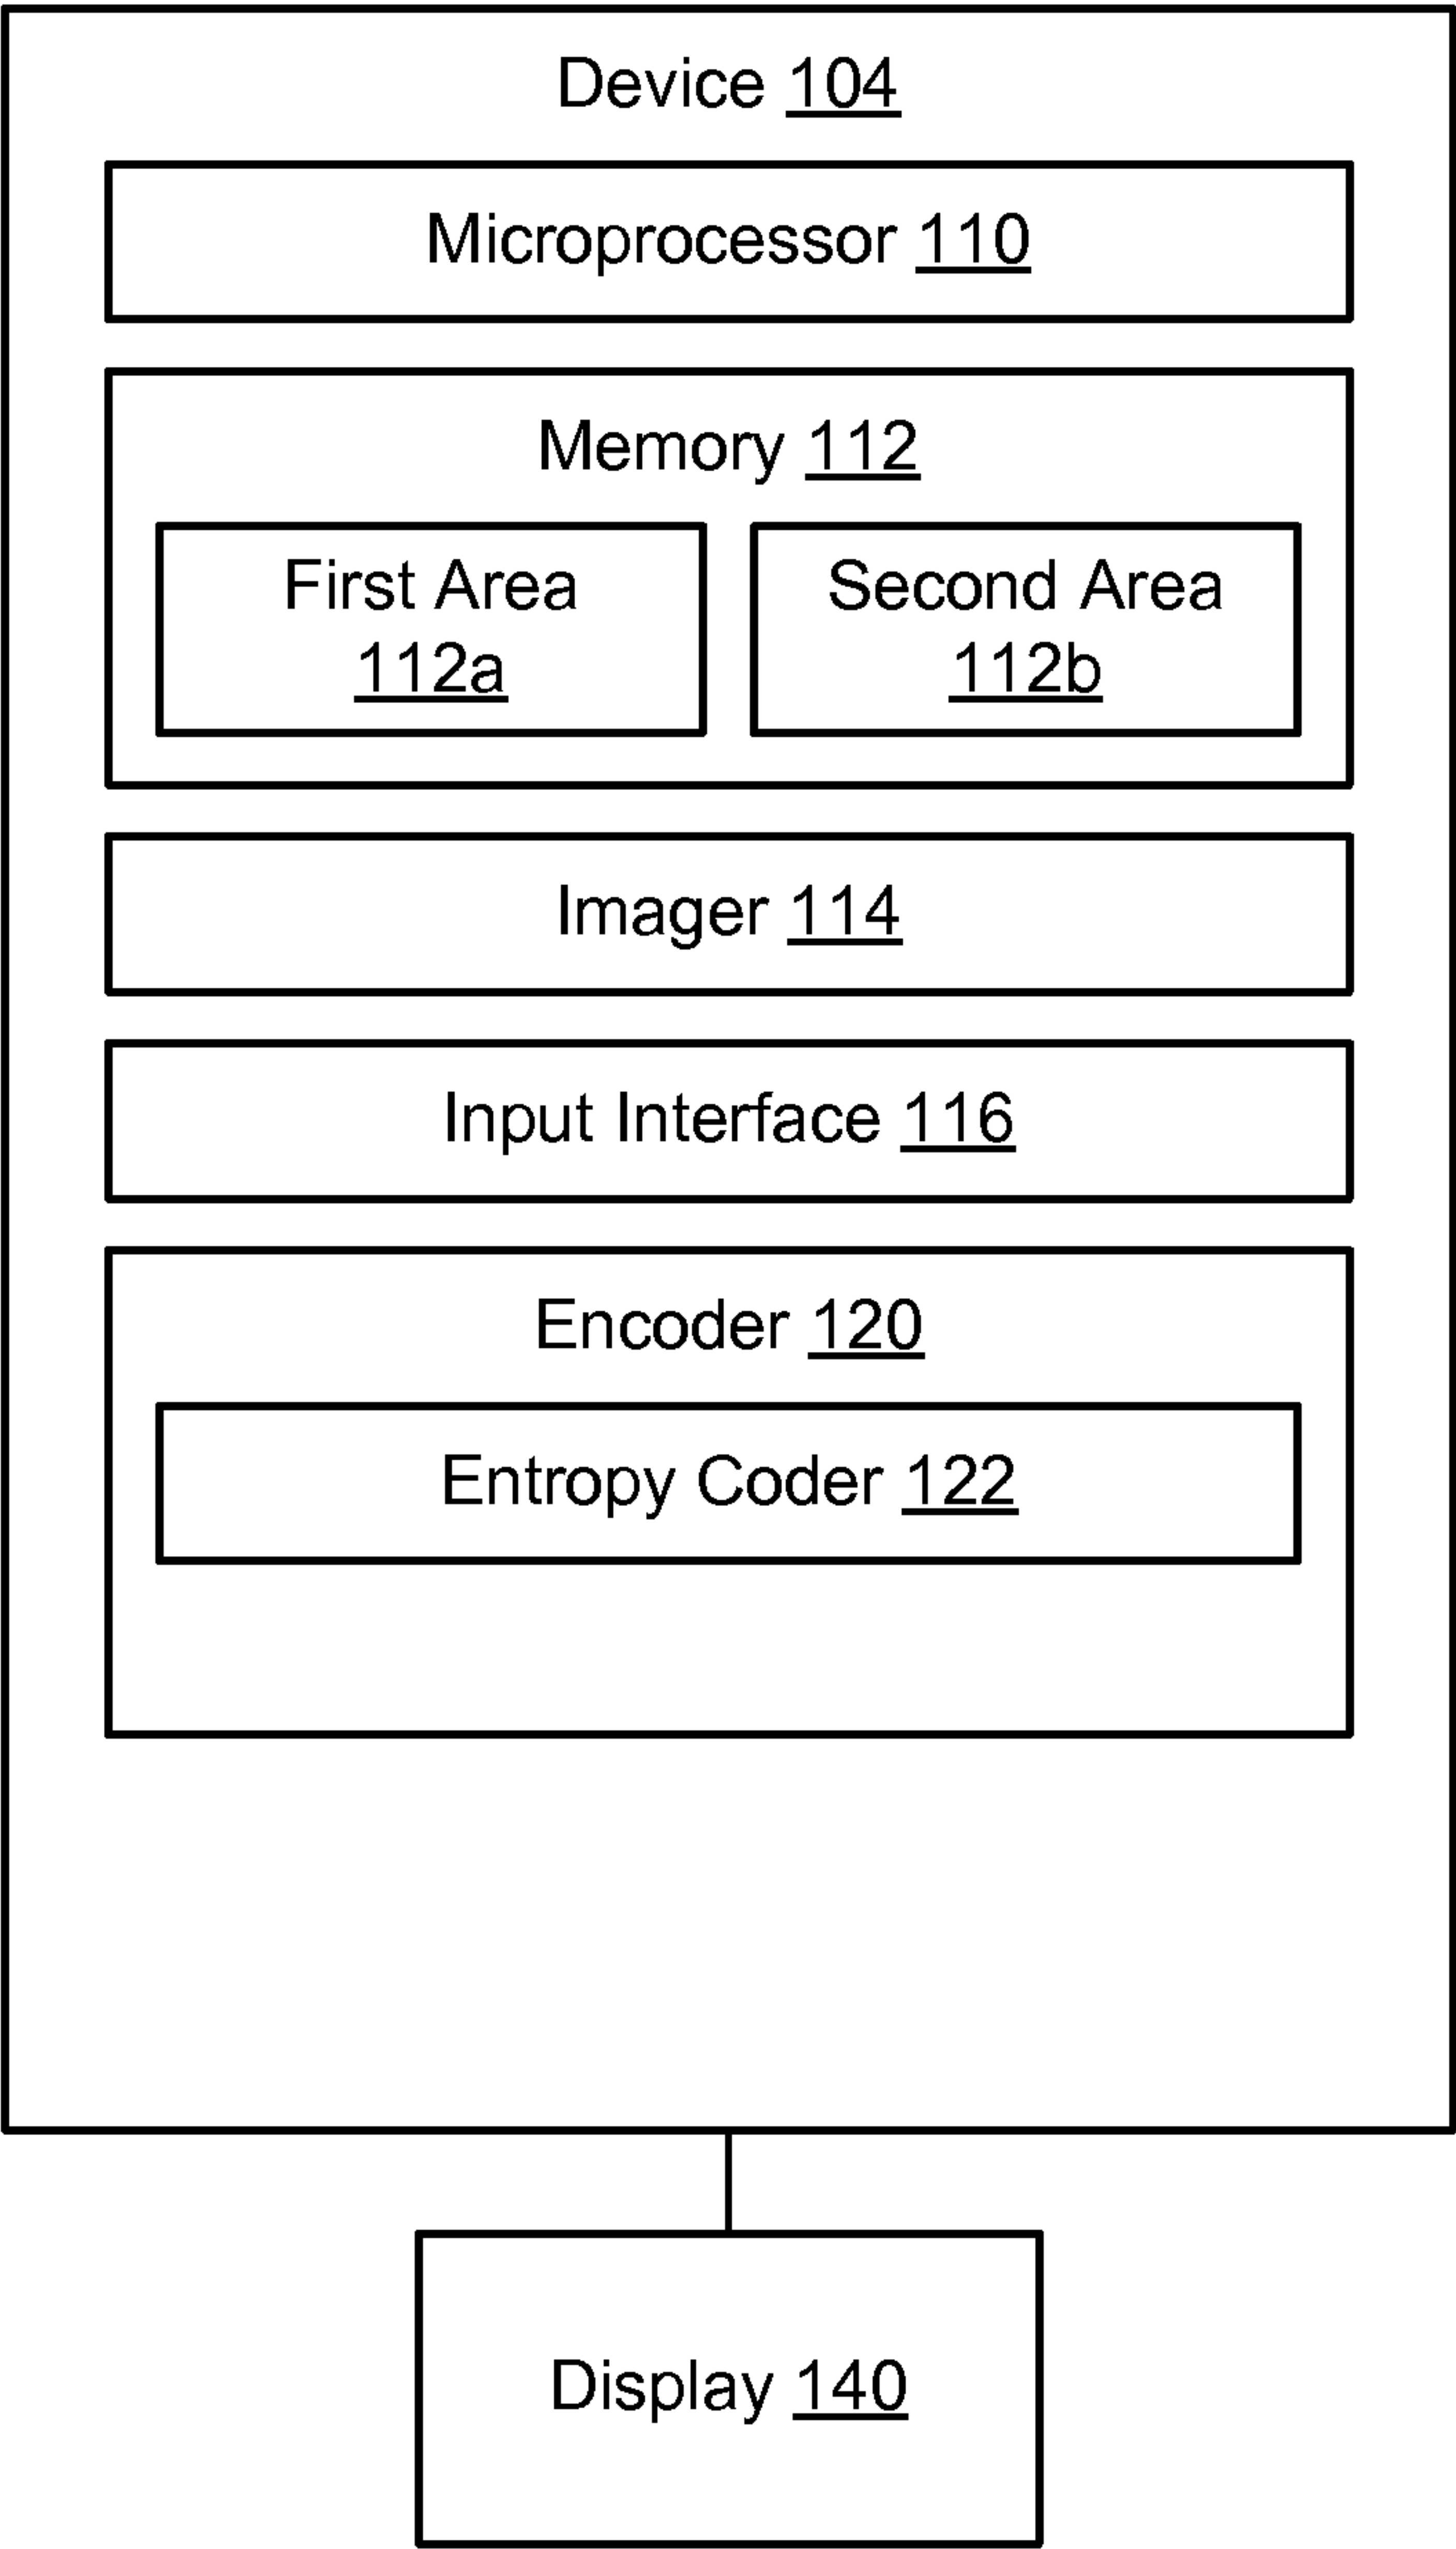 Device 104
Microprocessor 110
Memory 112
First Area
112a
Second Area
112b
Imager 114
Input Interface 116
Encoder 120
Entropy Coder 122
Display 140